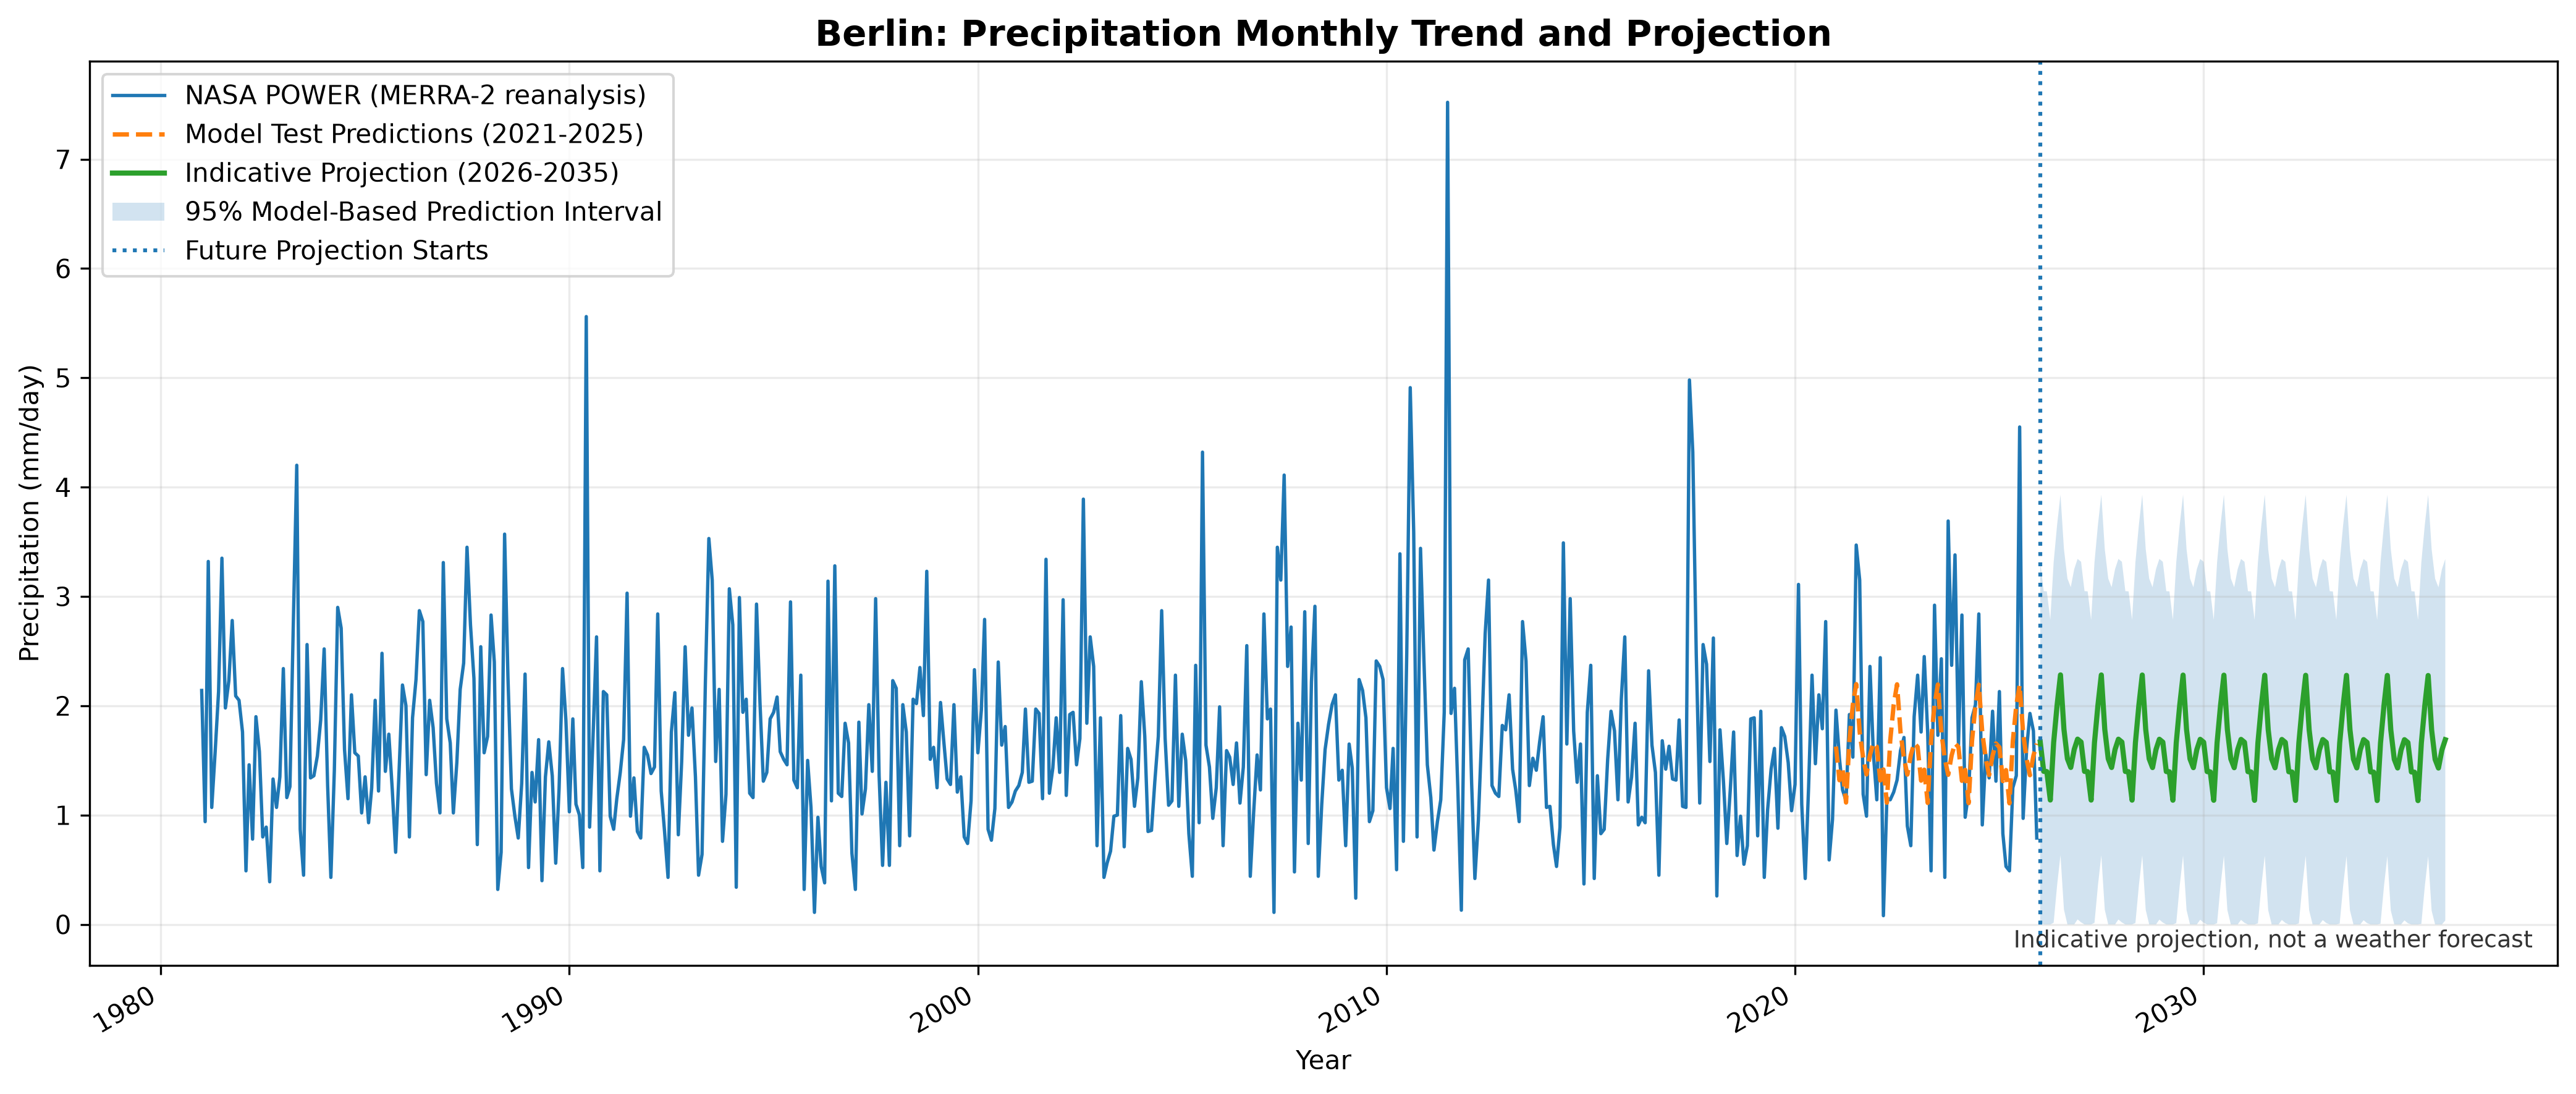 Berlin: Precipitation Monthly Trend and Projection
NASA POWER (MERRA-2 reanalysis)
Model Test Predictions (2021-2025)
Indicative Projection (2026-2035)
95% Model-Based Prediction Interval
Future Projection Starts
Precipitation (mm/day)
7
6
5
4
3
2
1
0
Indicative projection, not a weather forecast
1980
1990
2000
2010
2020
2030
Year